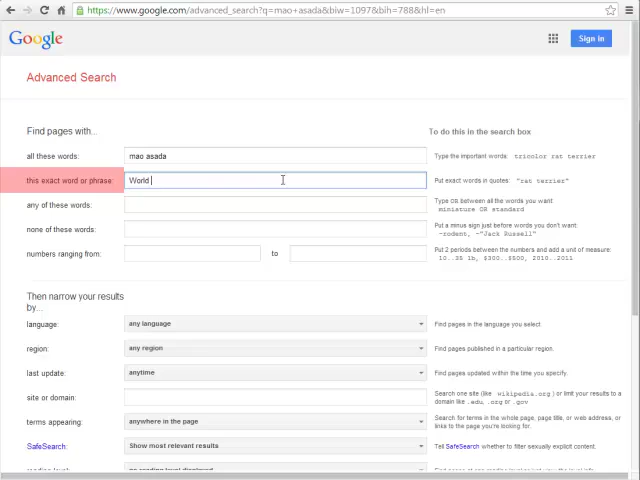 https://www.google.com/advanced_search?q=mao+asada&biw=1097&bih=788&hl=en
Google
Sign in
Advanced Search
Find pages with...
To do this in the search box
all these words:
mao asada
Type the important words: tricolor rat terrier
this exact word or phrase:
World
Put exact words in quotes: "rat terrier"
any of these words:
Type OR between all the words you want:
miniature OR standard
none of these words:
Put a minus sign just before words you don't want:
-rodent, -"Jack Russell"
numbers ranging from:
to
Put 2 periods between the numbers and add a unit of measure:
10..35 lb, $300..$500, 2010..2011
Then narrow your results
by...
language:
any language
Find pages in the language you select.
region:
any region
Find pages published in a particular region.
last update:
anytime
Find pages updated within the time you specify.
site or domain:
Search one site (like wikipedia.org ) or limit your results to a
domain like .edu, .org or .gov
terms appearing:
anywhere in the page
Search for terms in the whole page, page title, or web address, or
links to the page you're looking for.
SafeSearch:
Show most relevant results
Tell SafeSearch whether to filter sexually explicit content.